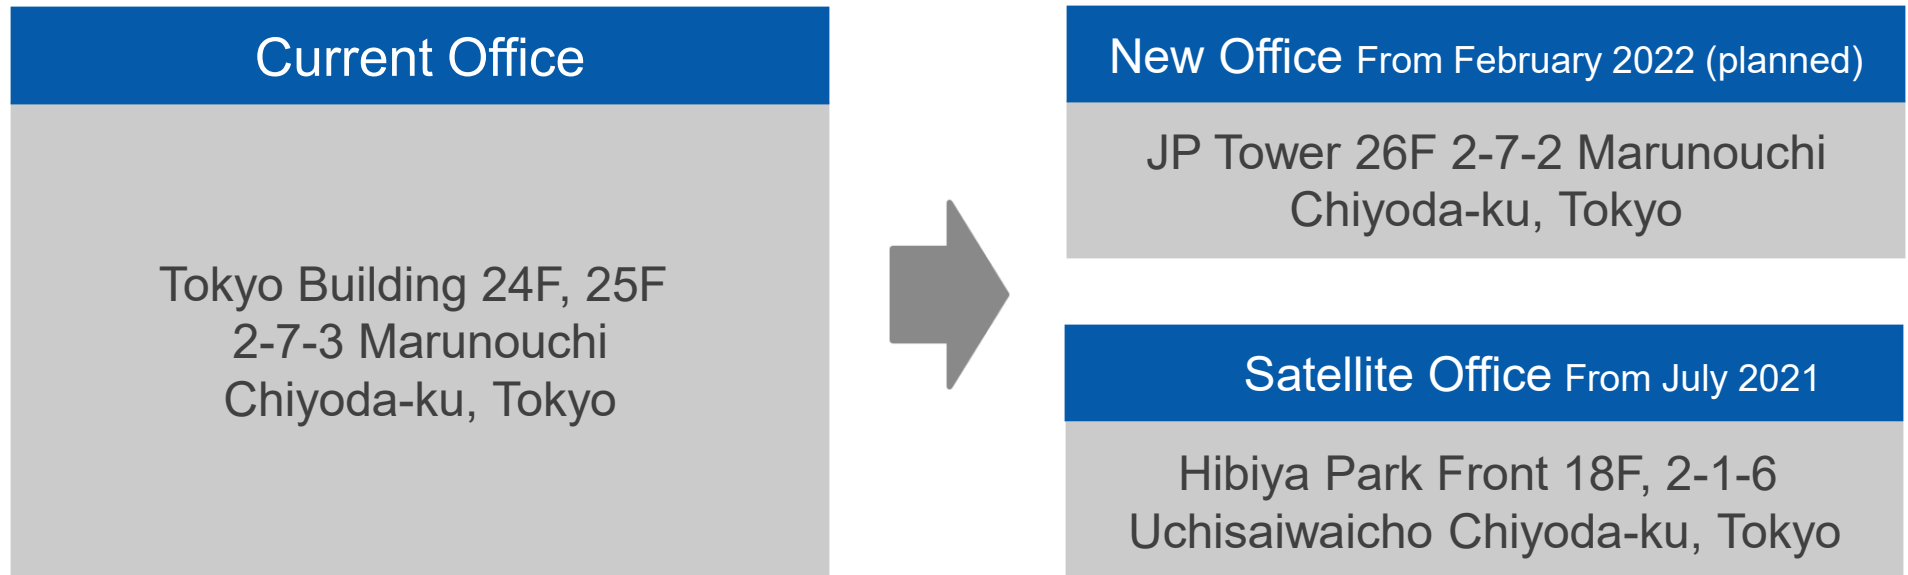 Current Office
Tokyo Building 24F, 25F
2-7-3 Marunouchi
Chiyoda-ku, Tokyo
New Office From February 2022 (planned)
JP Tower 26F 2-7-2 Marunouchi
Chiyoda-ku, Tokyo
Satellite Office From July 2021
Hibiya Park Front 18F, 2-1-6
Uchisaiwaicho Chiyoda-ku, Tokyo